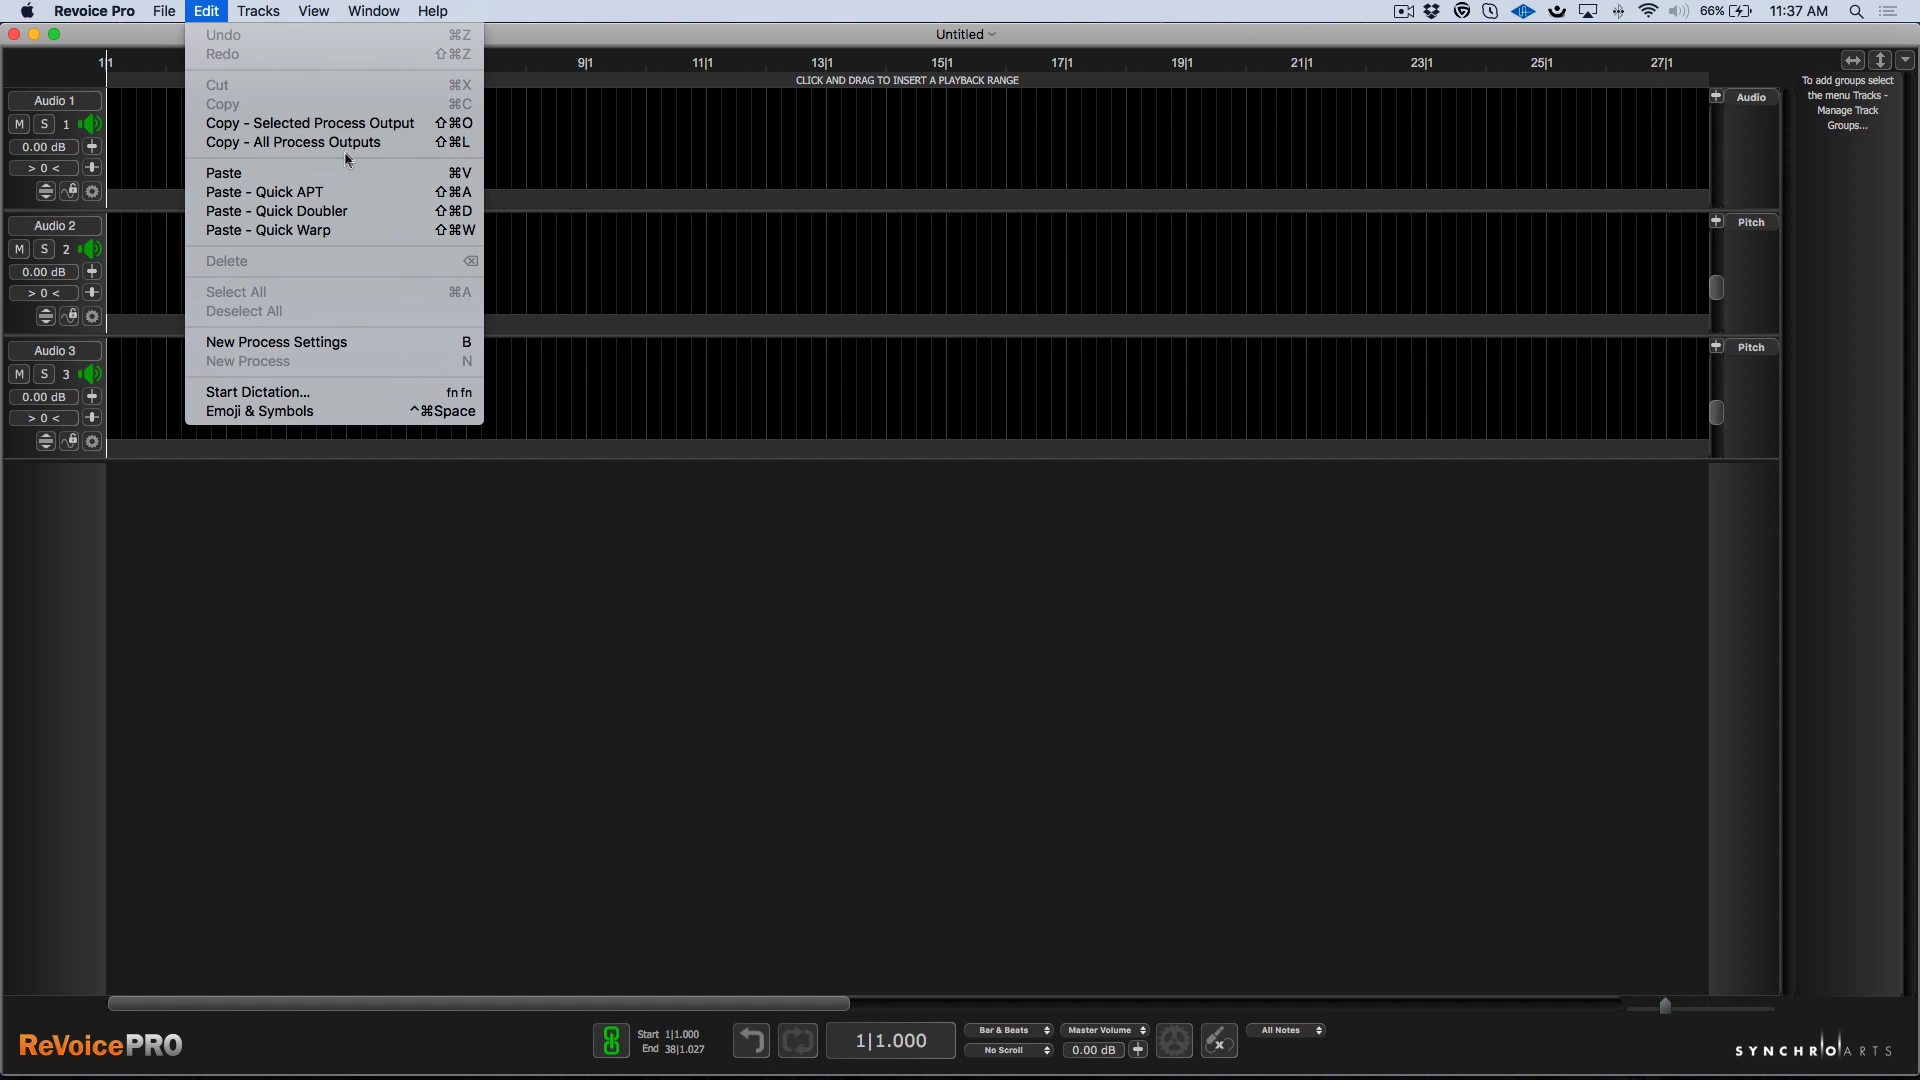 Revoice Pro File Edit Tracks View Window Help 66% 11:37 AM
Untitled
Undo ⌘Z
Redo ⇧⌘Z
Cut ⌘X
Copy ⌘C
Copy - Selected Process Output ⇧⌘O
Copy - All Process Outputs ⇧⌘L
Paste ⌘V
Paste - Quick APT ⇧⌘A
Paste - Quick Doubler ⇧⌘D
Paste - Quick Warp ⇧⌘W
Delete ⌫
Select All ⌘A
Deselect All
New Process Settings B
New Process N
Start Dictation... fn fn
Emoji & Symbols ^⌘Space
1|1 9|1 11|1 13|1 15|1 17|1 19|1 21|1 23|1 25|1 27|1
CLICK AND DRAG TO INSERT A PLAYBACK RANGE
To add groups select
the menu Tracks -
Manage Track
Groups...
Audio 1
M S 1
0.00 dB
> 0 <
Audio
Audio 2
M S 2
0.00 dB
> 0 <
Pitch
Audio 3
M S 3
0.00 dB
> 0 <
Pitch
ReVoicePRO
Start 1|1.000
End 38|1.027
1|1.000
Bar & Beats
No Scroll
Master Volume
0.00 dB
All Notes
SYNCHROARTS